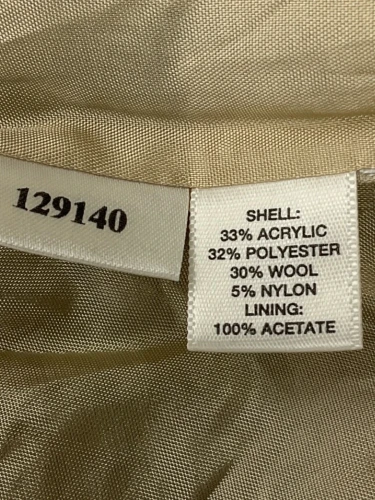 129140
SHELL:
33% ACRYLIC
32% POLYESTER
30% WOOL
5% NYLON
LINING:
100% ACETATE